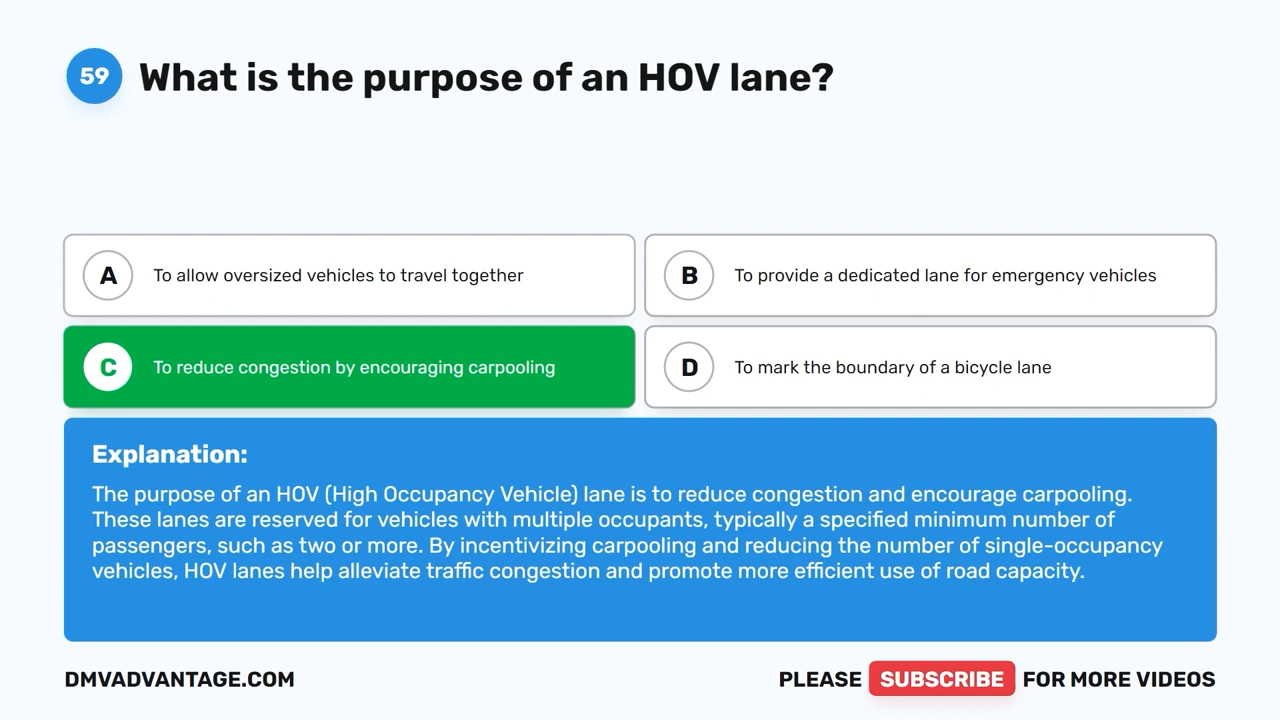 59
What is the purpose of an HOV lane?
A
To allow oversized vehicles to travel together
B
To provide a dedicated lane for emergency vehicles
C
To reduce congestion by encouraging carpooling
D
To mark the boundary of a bicycle lane
Explanation:
The purpose of an HOV (High Occupancy Vehicle) lane is to reduce congestion and encourage carpooling.
These lanes are reserved for vehicles with multiple occupants, typically a specified minimum number of
passengers, such as two or more. By incentivizing carpooling and reducing the number of single-occupancy
vehicles, HOV lanes help alleviate traffic congestion and promote more efficient use of road capacity.
DMVADVANTAGE.COM
PLEASE SUBSCRIBE FOR MORE VIDEOS